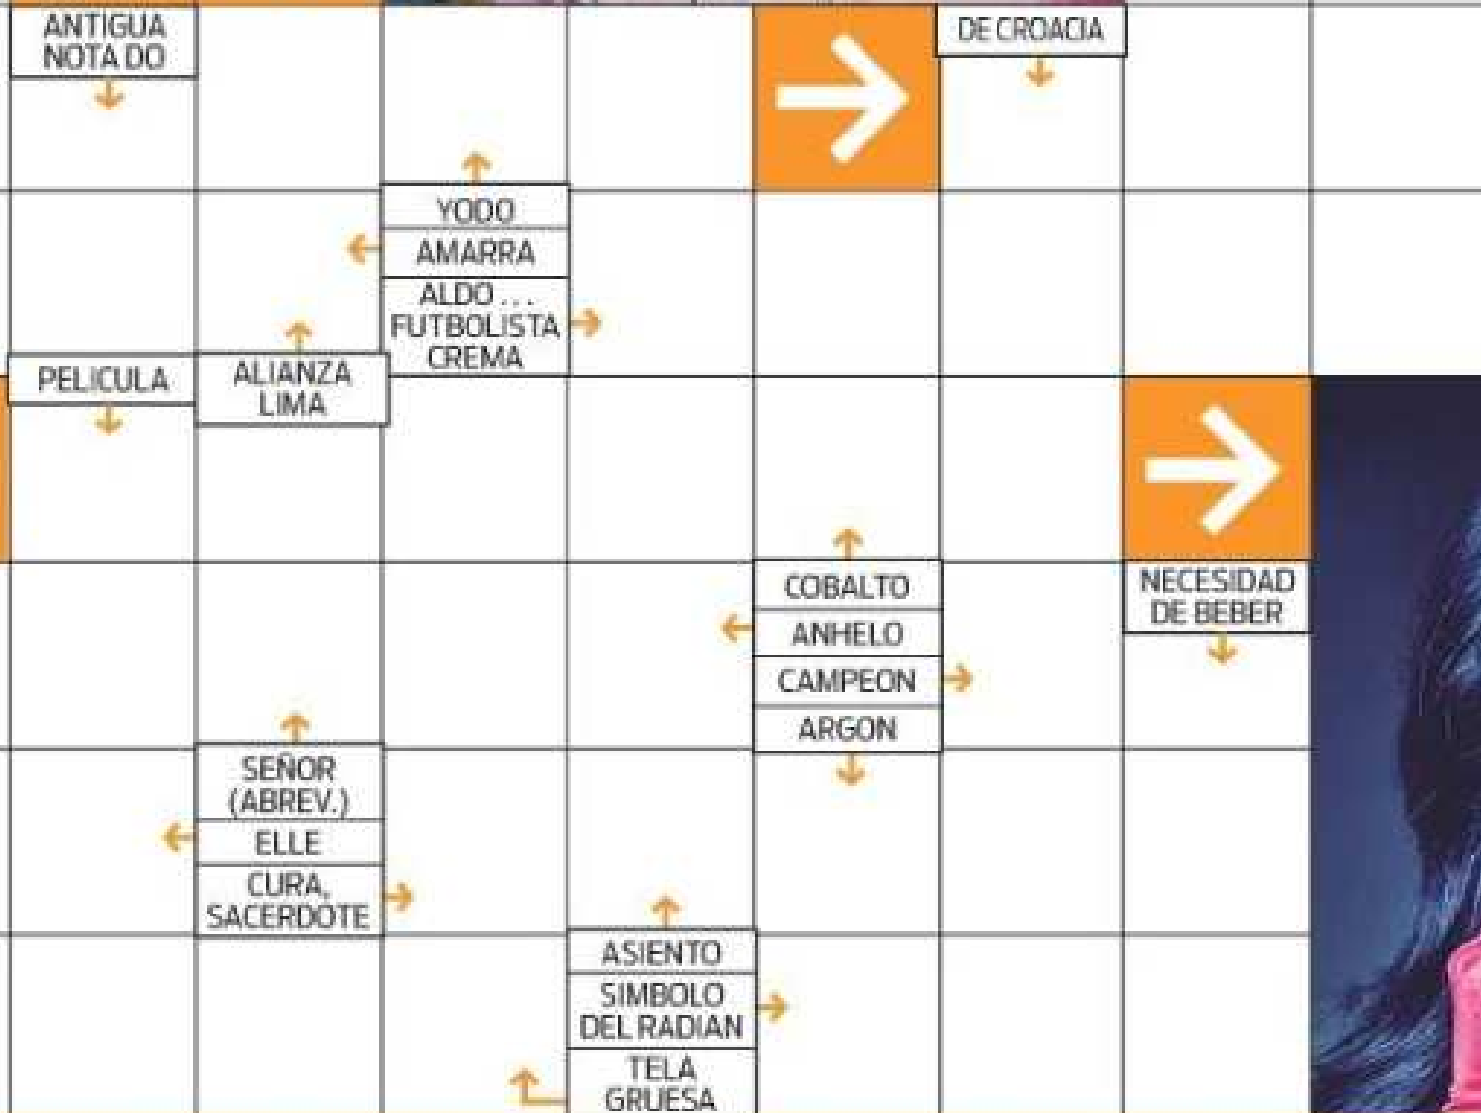 ANTIGUA
NOTA DO
DE CROACIA
YODO
AMARRA
ALDO ...
FUTBOLISTA
CREMA
PELICULA
ALIANZA
LIMA
COBALTO
ANHELO
CAMPEON
ARGON
NECESIDAD
DE BEBER
SEÑOR
(ABREV.)
ELLE
CURA,
SACERDOTE
ASIENTO
SIMBOLO
DEL RADIAN
TELA
GRUESA